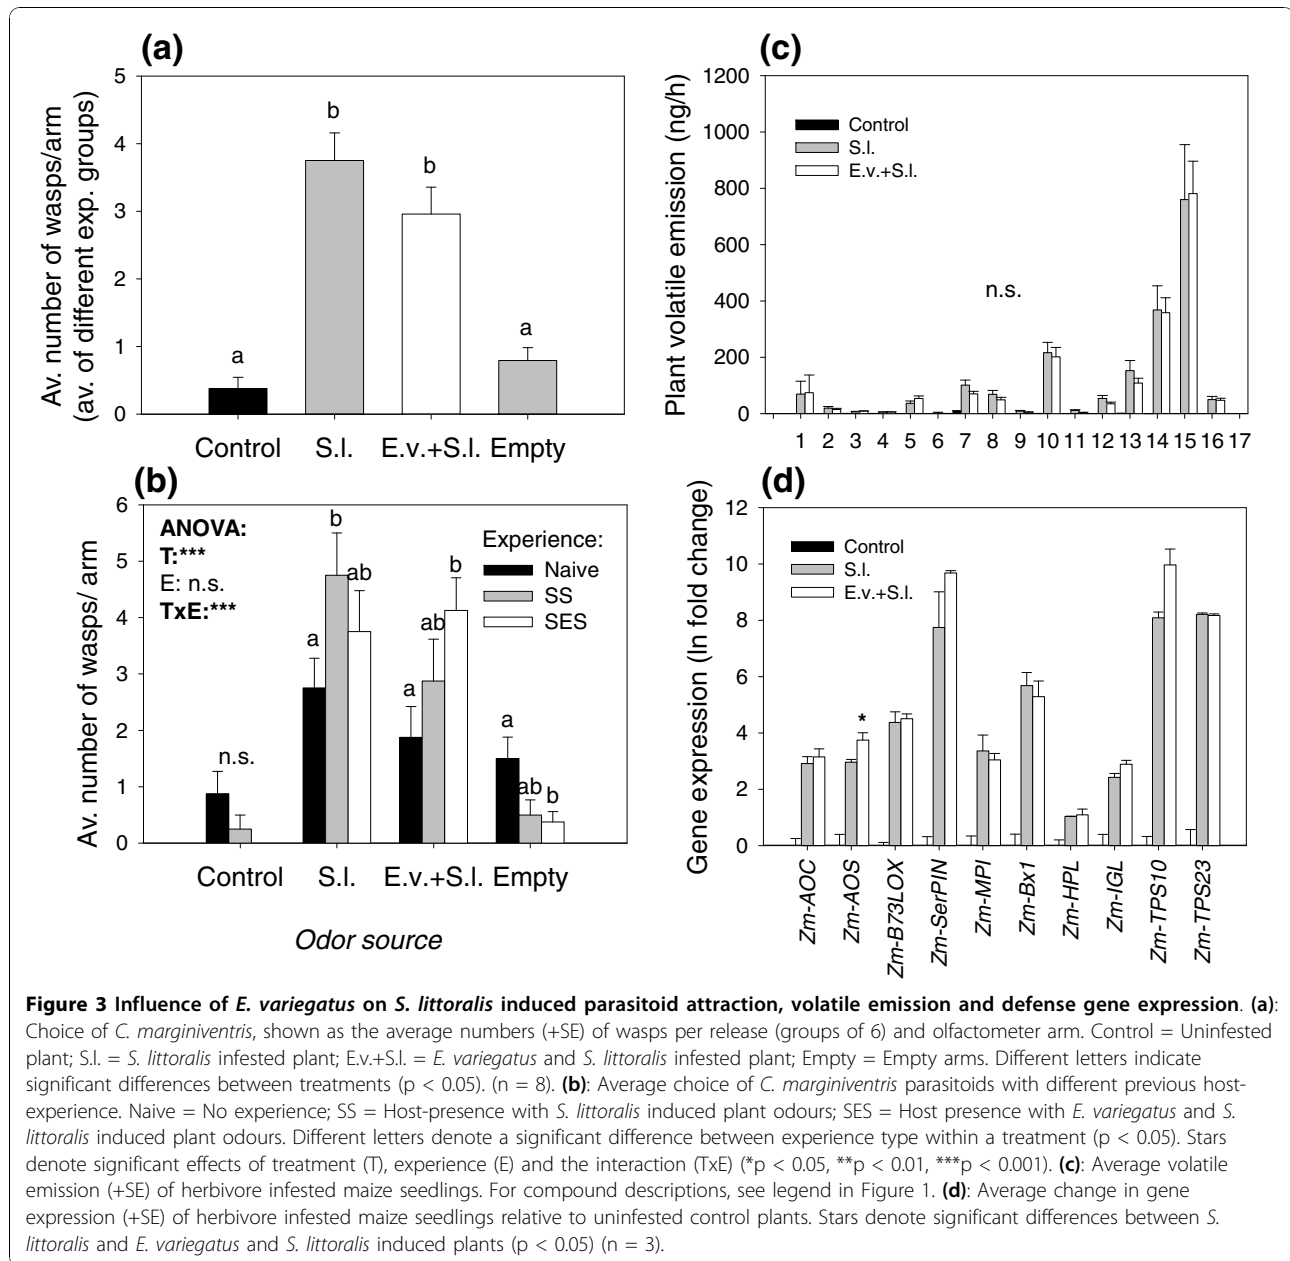 (a)
Av. number of wasps/arm
(av. of different exp. groups)
5
4
3
2
1
0
a
b
b
a
Control S.l. E.v.+S.l. Empty
(b)
Av. number of wasps/ arm
6
5
4
3
2
1
0
ANOVA:
T:***
E: n.s.
TxE:***
Experience:
Naive
SS
SES
n.s.
a
b
ab
a
ab
b
a
ab
b
Control S.l. E.v.+S.l. Empty
Odor source
(c)
Plant volatile emission (ng/h)
1200
1000
800
600
400
200
0
Control
S.l.
E.v.+S.l.
n.s.
1 2 3 4 5 6 7 8 9 10 11 12 13 14 15 16 17
(d)
Gene expression (ln fold change)
12
10
8
6
4
2
0
Control
S.l.
E.v.+S.l.
*
Zm-AOC
Zm-AOS
Zm-B73LOX
Zm-SerPIN
Zm-MPI
Zm-Bx1
Zm-HPL
Zm-IGL
Zm-TPS10
Zm-TPS23
Figure 3 Influence of E. variegatus on S. littoralis induced parasitoid attraction, volatile emission and defense gene expression. (a):
Choice of C. marginiventris, shown as the average numbers (+SE) of wasps per release (groups of 6) and olfactometer arm. Control = Uninfested
plant; S.l. = S. littoralis infested plant; E.v.+S.l. = E. variegatus and S. littoralis infested plant; Empty = Empty arms. Different letters indicate
significant differences between treatments (p < 0.05). (n = 8). (b): Average choice of C. marginiventris parasitoids with different previous host-
experience. Naive = No experience; SS = Host-presence with S. littoralis induced plant odours; SES = Host presence with E. variegatus and S.
littoralis induced plant odours. Different letters denote a significant difference between experience type within a treatment (p < 0.05). Stars
denote significant effects of treatment (T), experience (E) and the interaction (TxE) (*p < 0.05, **p < 0.01, ***p < 0.001). (c): Average volatile
emission (+SE) of herbivore infested maize seedlings. For compound descriptions, see legend in Figure 1. (d): Average change in gene
expression (+SE) of herbivore infested maize seedlings relative to uninfested control plants. Stars denote significant differences between S.
littoralis and E. variegatus and S. littoralis induced plants (p < 0.05) (n = 3).